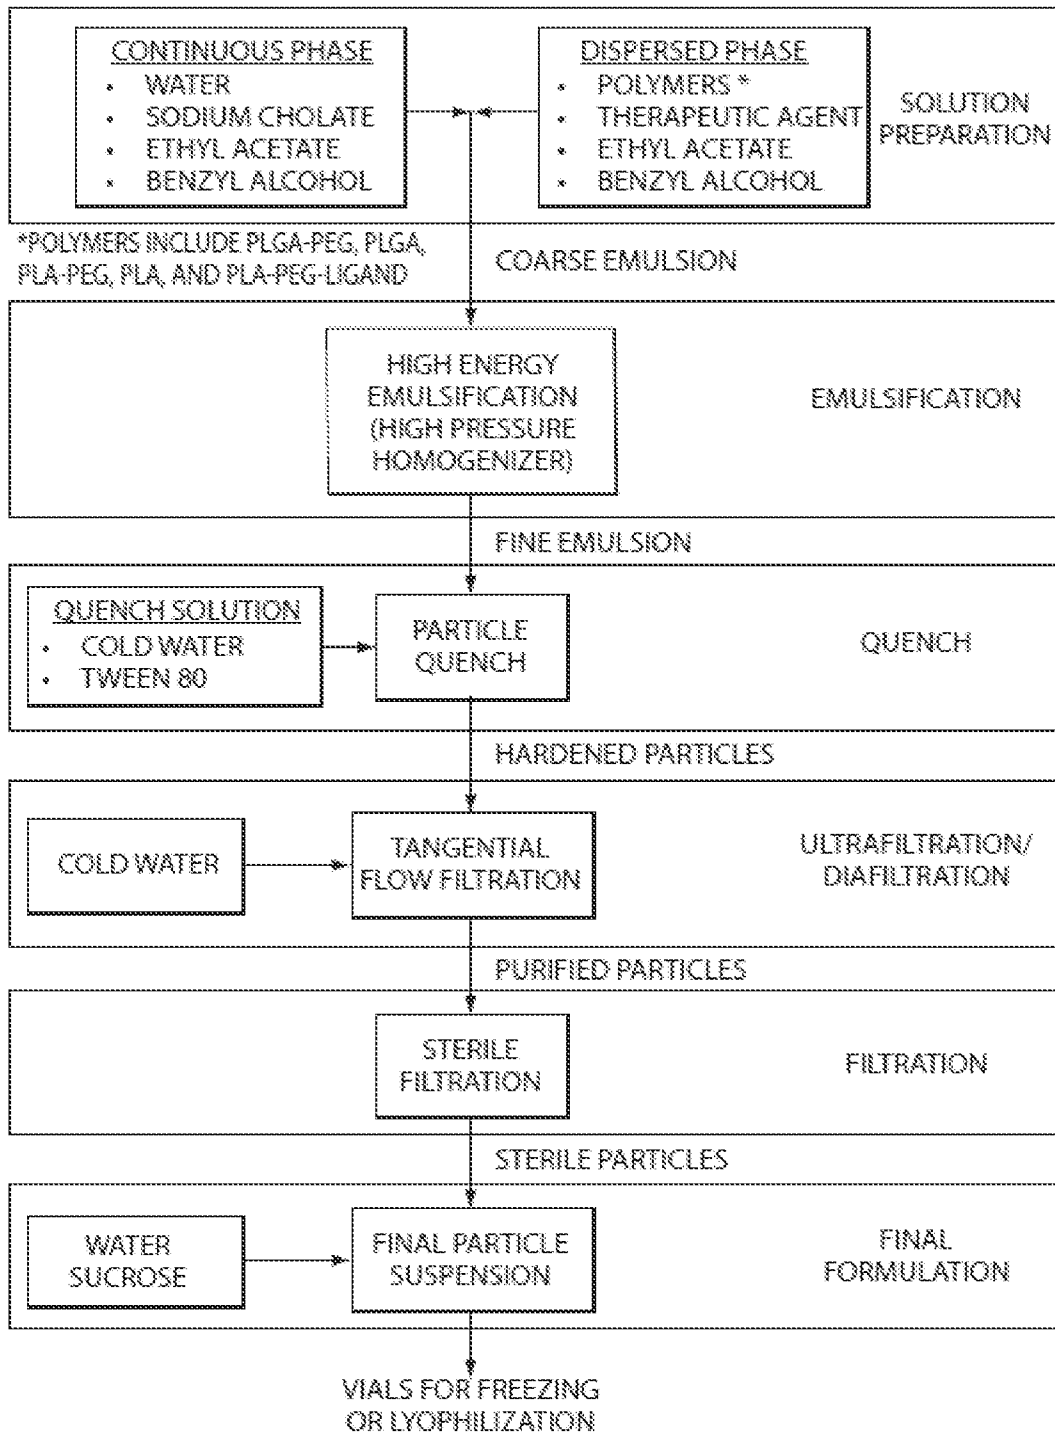 CONTINUOUS PHASE
• WATER
• SODIUM CHOLATE
• ETHYL ACETATE
• BENZYL ALCOHOL
DISPERSED PHASE
• POLYMERS *
• THERAPEUTIC AGENT
• ETHYL ACETATE
• BENZYL ALCOHOL
SOLUTION
PREPARATION
*POLYMERS INCLUDE PLGA-PEG, PLGA,
PLA-PEG, PLA, AND PLA-PEG-LIGAND
COARSE EMULSION
HIGH ENERGY
EMULSIFICATION
(HIGH PRESSURE
HOMOGENIZER)
EMULSIFICATION
FINE EMULSION
QUENCH SOLUTION
• COLD WATER
• TWEEN 80
PARTICLE
QUENCH
QUENCH
HARDENED PARTICLES
COLD WATER
TANGENTIAL
FLOW FILTRATION
ULTRAFILTRATION/
DIAFILTRATION
PURIFIED PARTICLES
STERILE
FILTRATION
FILTRATION
STERILE PARTICLES
WATER
SUCROSE
FINAL PARTICLE
SUSPENSION
FINAL
FORMULATION
VIALS FOR FREEZING
OR LYOPHILIZATION